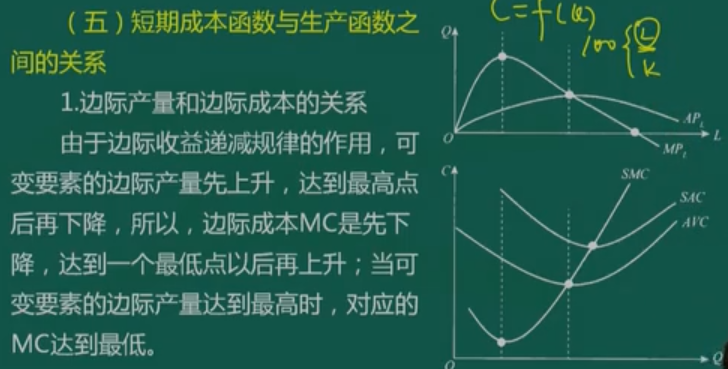 （五）短期成本函数与生产函数之
间的关系
1.边际产量和边际成本的关系
由于边际收益递减规律的作用，可
变要素的边际产量先上升，达到最高点
后再下降，所以，边际成本MC是先下
降，达到一个最低点以后再上升；当可
变要素的边际产量达到最高时，对应的
MC达到最低。
C=f(Q)
100 { L
K
Q
AP_L
L
O
MP_L
C
SMC
SAC
AVC
O
Q